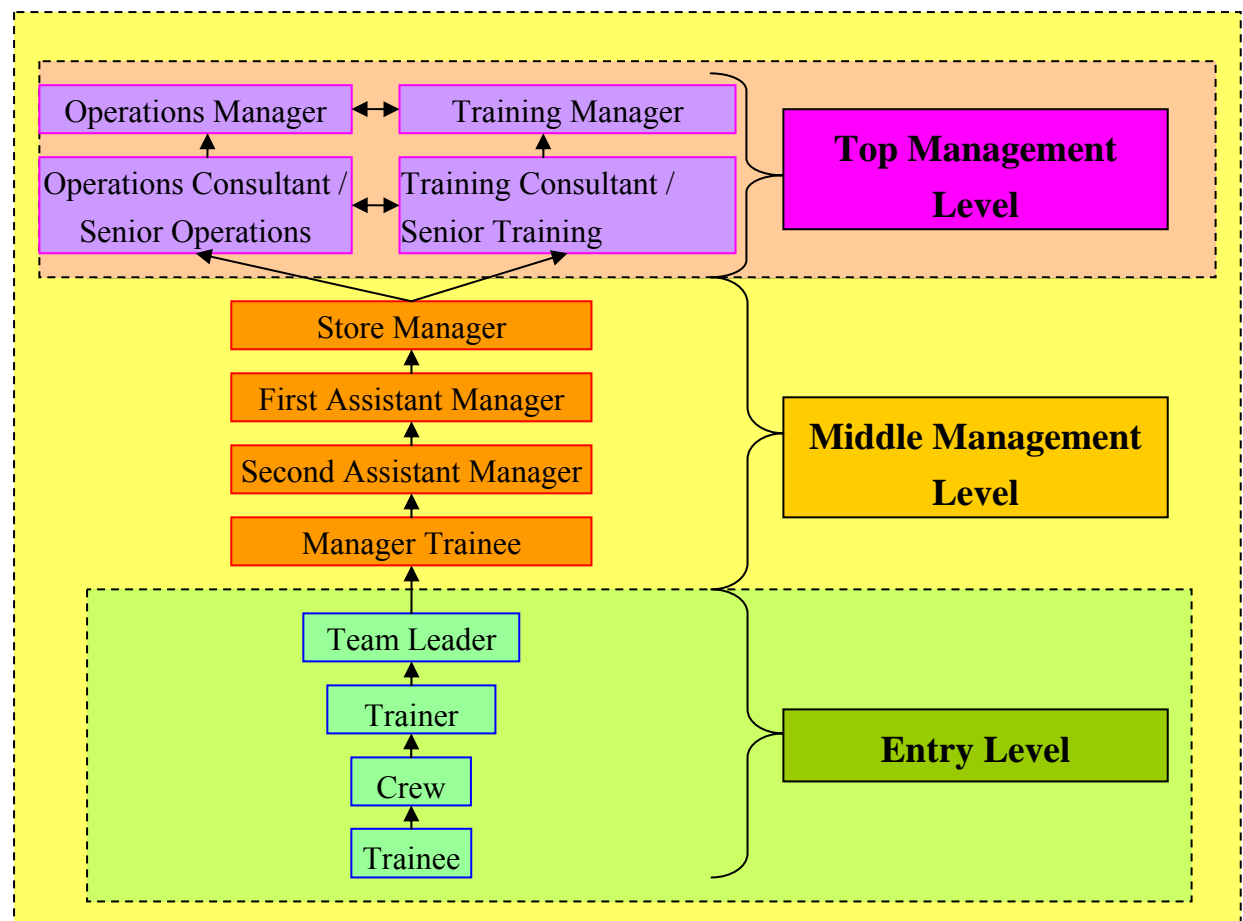 Operations Manager
Training Manager
Top Management
Level
Operations Consultant /
Senior Operations
Training Consultant /
Senior Training
Store Manager
First Assistant Manager
Second Assistant Manager
Manager Trainee
Middle Management
Level
Team Leader
Trainer
Crew
Trainee
Entry Level